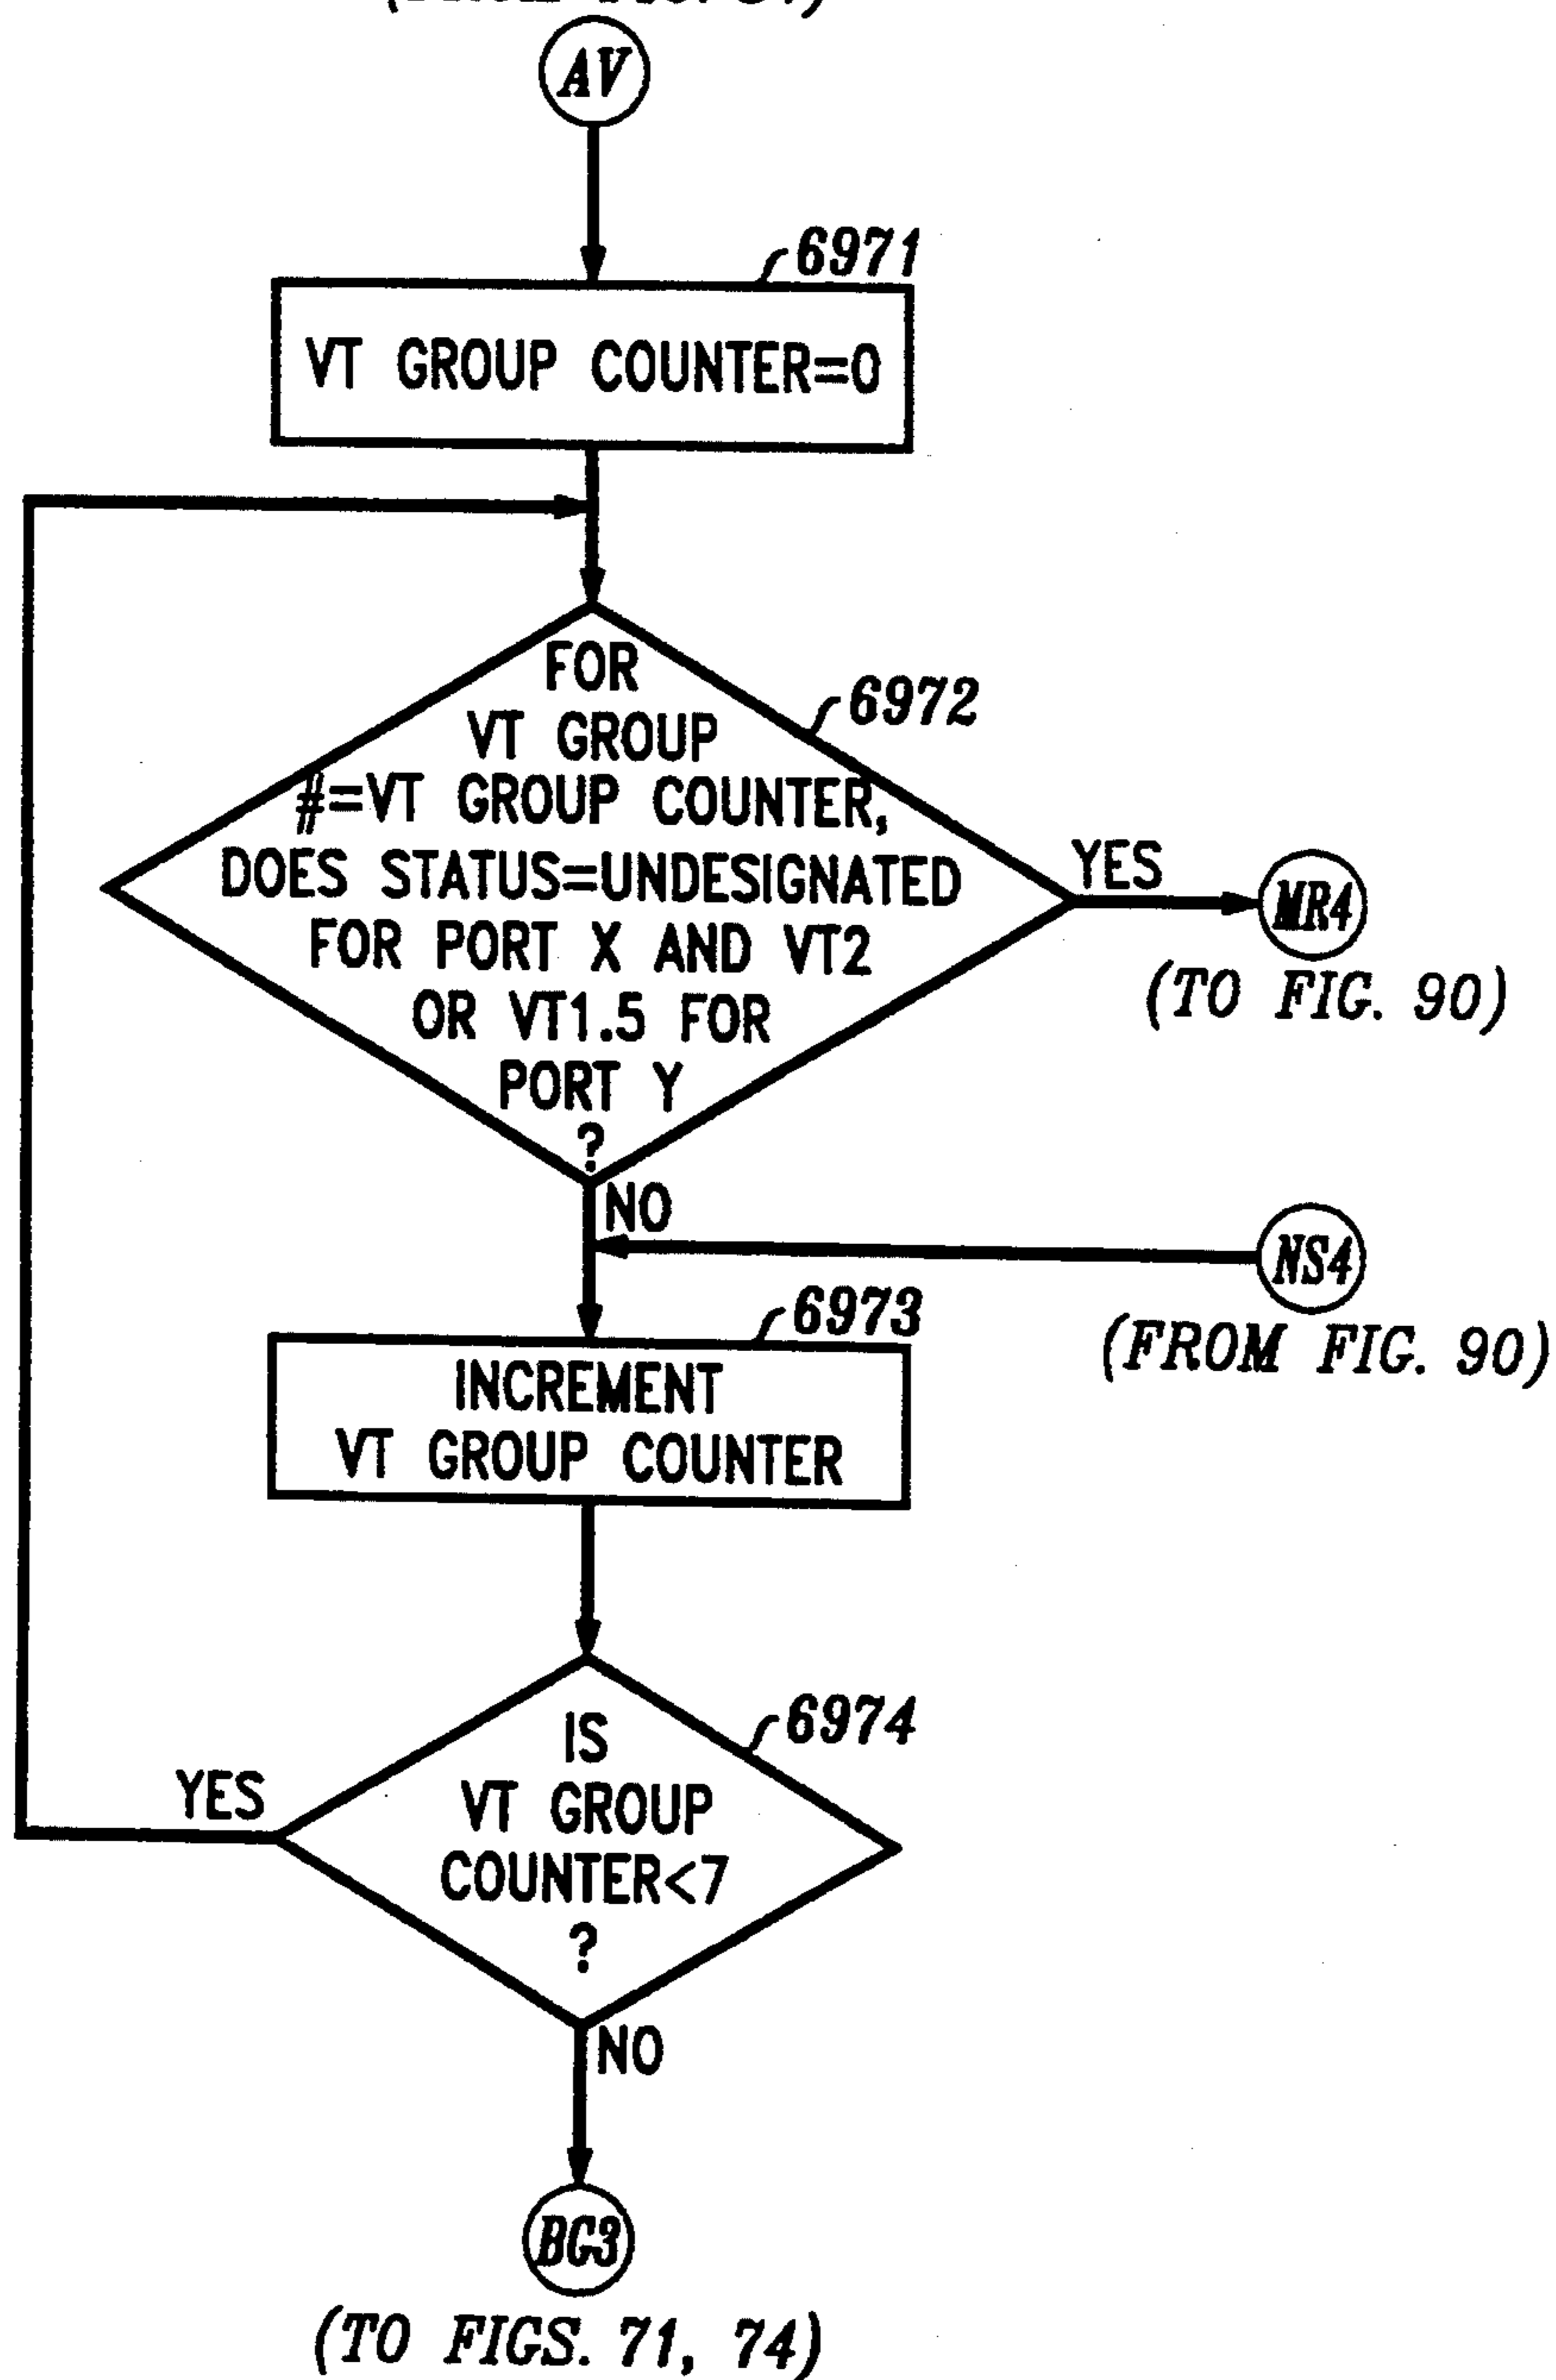 AV
6971
VT GROUP COUNTER=0
FOR
VT GROUP
6972
#=VT GROUP COUNTER,
DOES STATUS=UNDESIGNATED
FOR PORT X AND VT2
OR VT1.5 FOR
PORT Y
?
YES
MR4
(TO FIG. 90)
NO
NS4
(FROM FIG. 90)
6973
INCREMENT
VT GROUP COUNTER
6974
IS
VT GROUP
COUNTER<7
?
YES
NO
BG3
(TO FIGS. 71, 74)